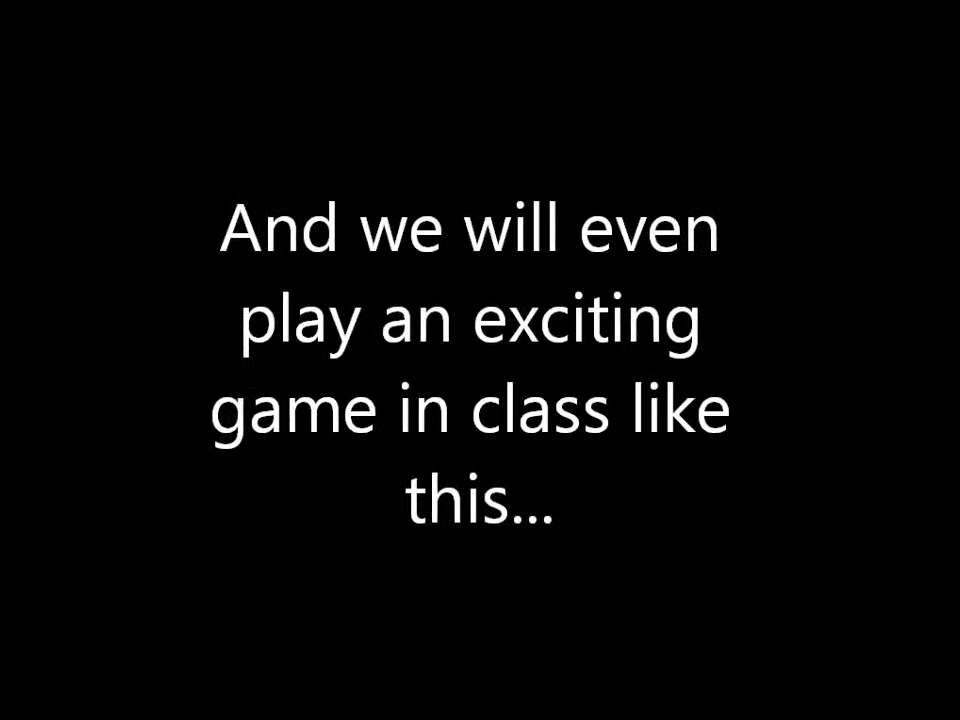 And we will even
play an exciting
game in class like
this...